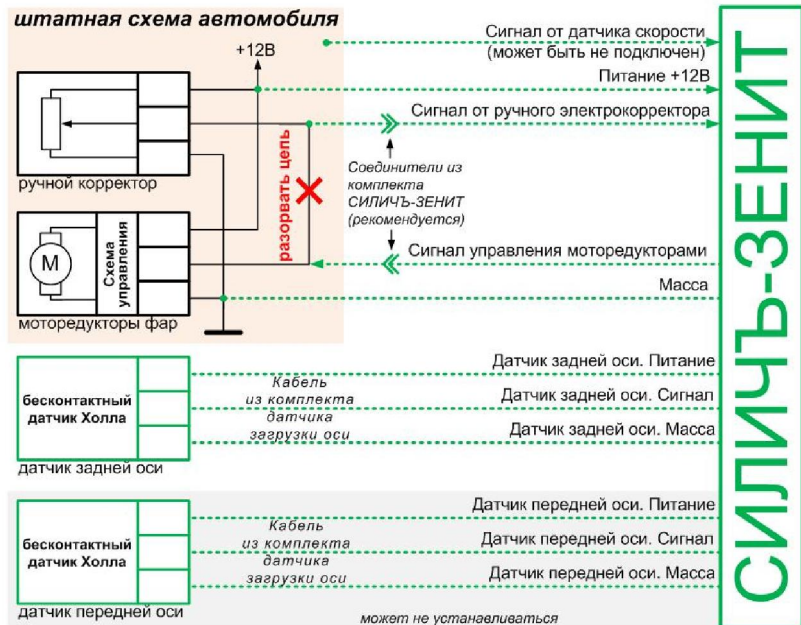 штатная схема автомобиля
+12В
Сигнал от датчика скорости
(может быть не подключен)
Питание +12В
Сигнал от ручного электрокорректора
ручной корректор
разорвать цепь
Соединители из
комплекта
СИЛИЧЪ-ЗЕНИТ
(рекомендуется)
М
Схема
управления
Сигнал управления моторедукторами
Масса
моторедукторы фар
бесконтактный
датчик Холла
датчик задней оси
Кабель
из комплекта
датчика
загрузки оси
Датчик задней оси. Питание
Датчик задней оси. Сигнал
Датчик задней оси. Масса
бесконтактный
датчик Холла
датчик передней оси
Кабель
из комплекта
датчика
загрузки оси
Датчик передней оси. Питание
Датчик передней оси. Сигнал
Датчик передней оси. Масса
может не устанавливаться
СИЛИЧЪ-ЗЕНИТ